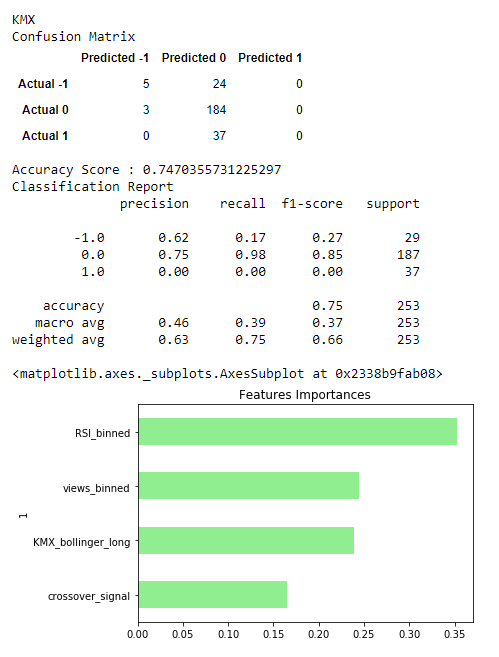 KMX
Confusion Matrix
Predicted -1 Predicted 0 Predicted 1
Actual -1 5 24 0
Actual 0 3 184 0
Actual 1 0 37 0
Accuracy Score : 0.7470355731225297
Classification Report
precision recall f1-score support
-1.0 0.62 0.17 0.27 29
0.0 0.75 0.98 0.85 187
1.0 0.00 0.00 0.00 37
accuracy 0.75 253
macro avg 0.46 0.39 0.37 253
weighted avg 0.63 0.75 0.66 253
<matplotlib.axes._subplots.AxesSubplot at 0x2338b9fab08>
Features Importances
RSI_binned
views_binned
1
KMX_bollinger_long
crossover_signal
0.00 0.05 0.10 0.15 0.20 0.25 0.30 0.35